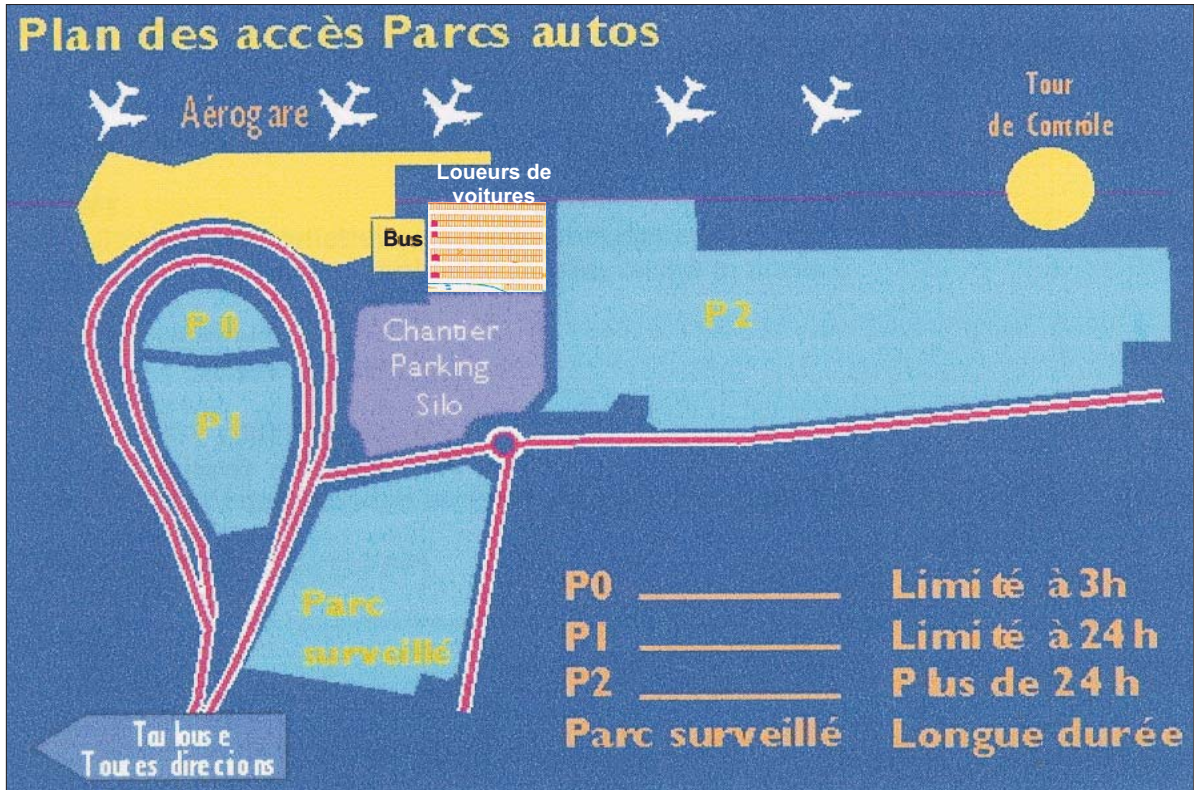 Plan des accès Parcs autos
Aérogare
Tour
de Contrôle
Loueurs de
voitures
Bus
P0
P2
Chantier
Parking
Silo
P1
Parc
surveillé
P0 Limité à 3h
P1 Limité à 24h
P2 Plus de 24h
Parc surveillé Longue durée
Toulouse
Toutes directions